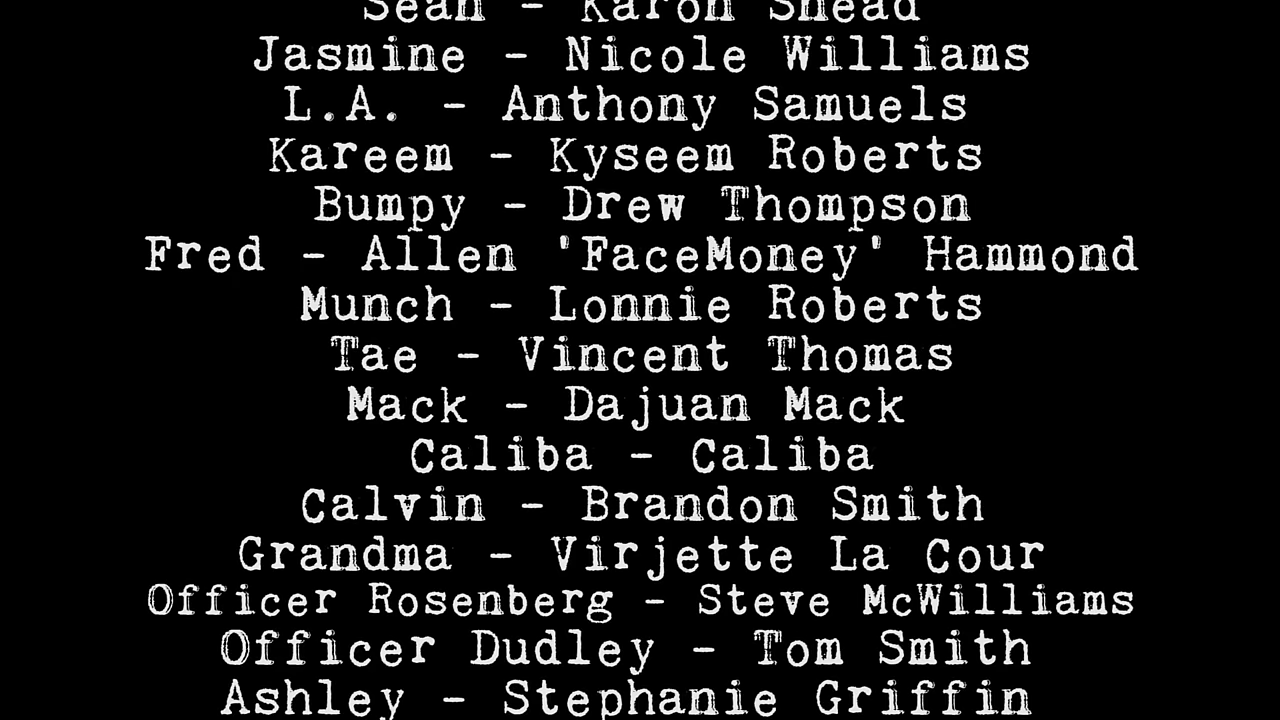 Sean - Karon Snead
Jasmine - Nicole Williams
L.A. - Anthony Samuels
Kareem - Kyseem Roberts
Bumpy - Drew Thompson
Fred - Allen 'FaceMoney' Hammond
Munch - Lonnie Roberts
Tae - Vincent Thomas
Mack - Dajuan Mack
Caliba - Caliba
Calvin - Brandon Smith
Grandma - Virjette La Cour
Officer Rosenberg - Steve McWilliams
Officer Dudley - Tom Smith
Ashley - Stephanie Griffin